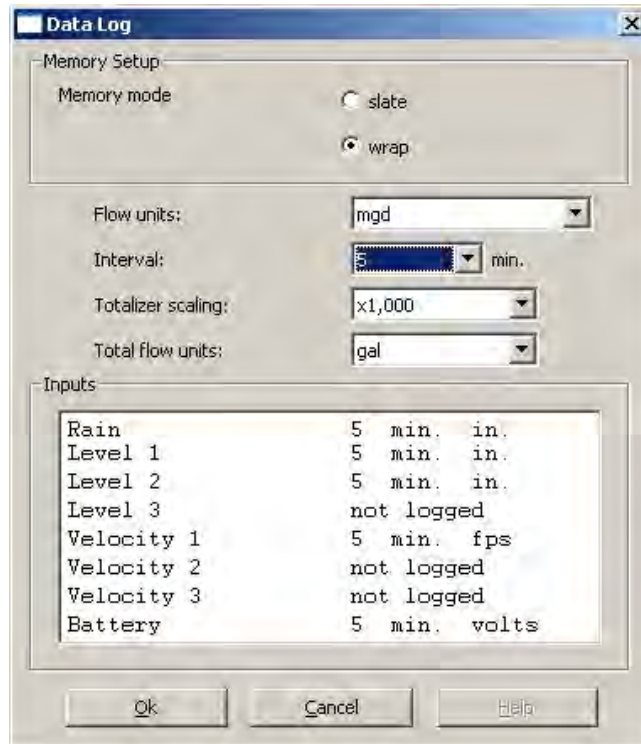 Data Log
Memory Setup
Memory mode
slate
wrap
Flow units: mgd
Interval: 5 min.
Totalizer scaling: x1,000
Total flow units: gal
Inputs
Rain 5 min. in.
Level 1 5 min. in.
Level 2 5 min. in.
Level 3 not logged
Velocity 1 5 min. fps
Velocity 2 not logged
Velocity 3 not logged
Battery 5 min. volts
Ok Cancel Help